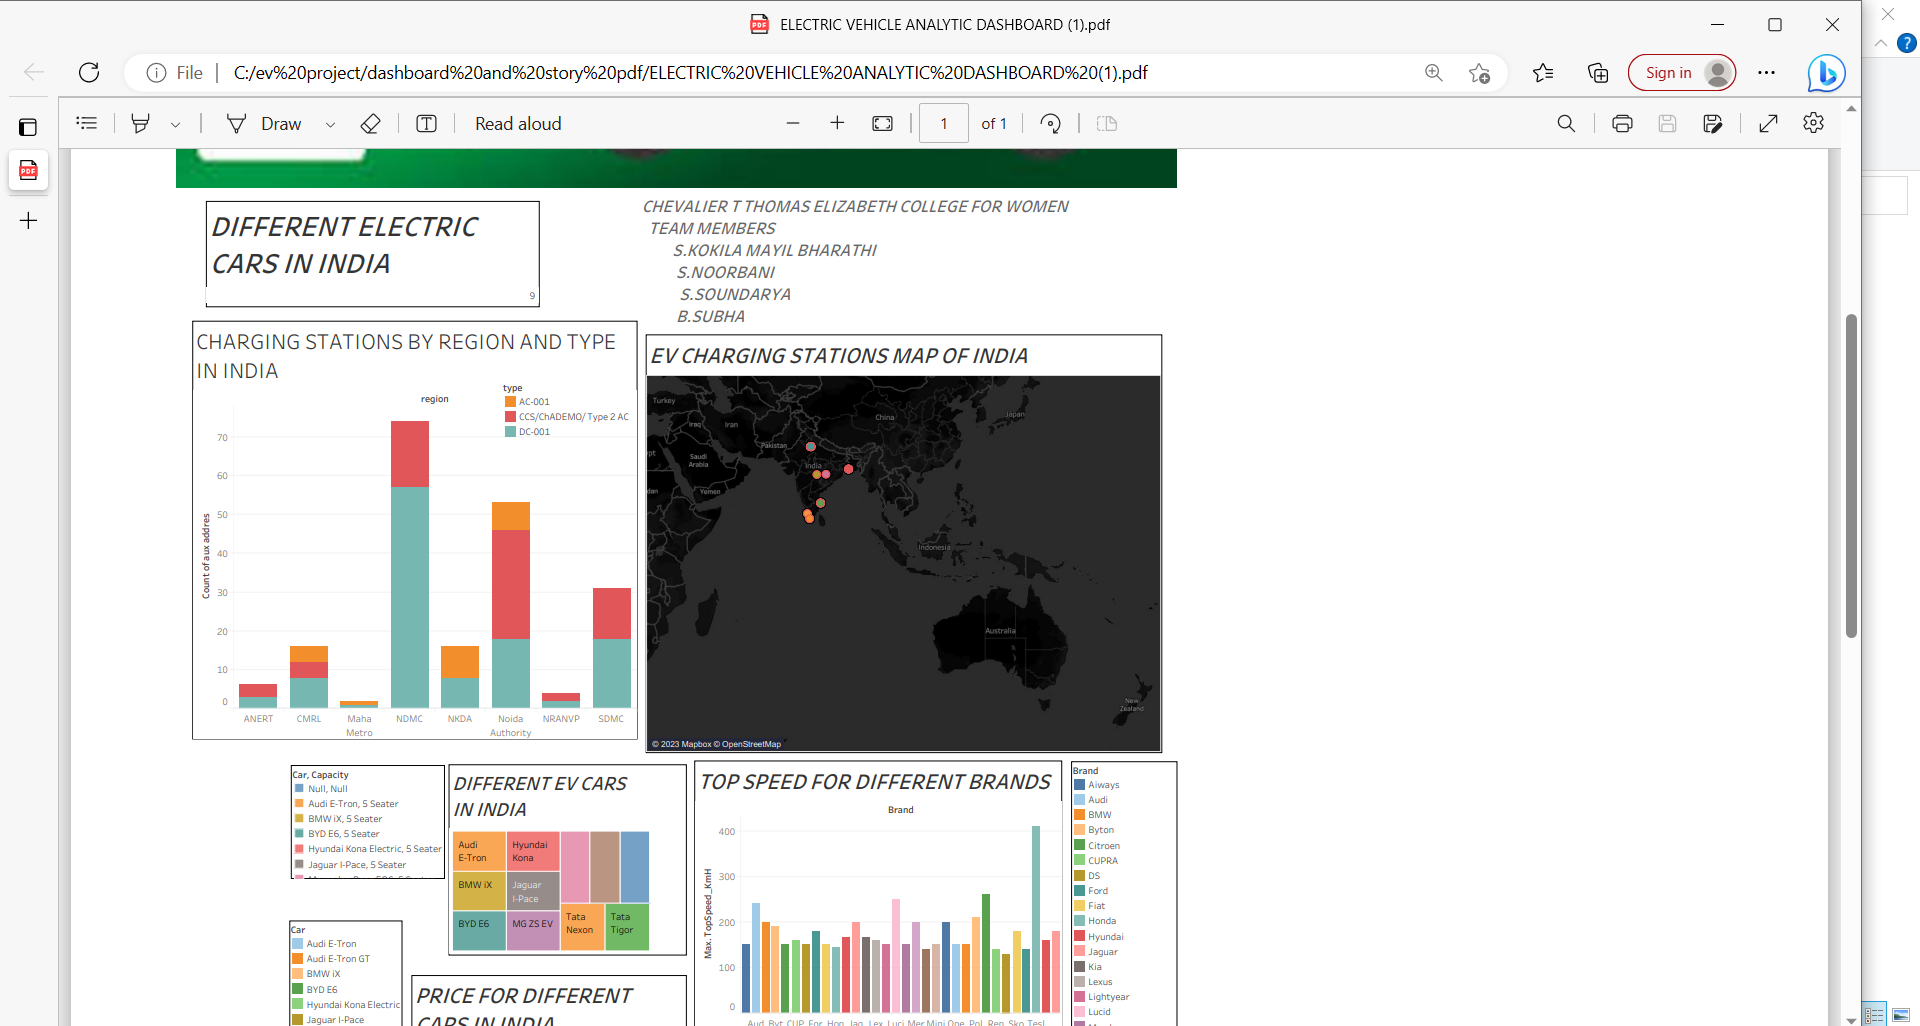 ELECTRIC VEHICLE ANALYTIC DASHBOARD (1).pdf
File
C:/ev%20project/dashboard%20and%20story%20pdf/ELECTRIC%20VEHICLE%20ANALYTIC%20DASHBOARD%20(1).pdf
Sign in
Draw
Read aloud
1
of 1
DIFFERENT ELECTRIC
CARS IN INDIA
9
CHEVALIER T THOMAS ELIZABETH COLLEGE FOR WOMEN
TEAM MEMBERS
S.KOKILA MAYIL BHARATHI
S.NOORBANI
S.SOUNDARYA
B.SUBHA
CHARGING STATIONS BY REGION AND TYPE
IN INDIA
region
type
AC-001
CCS/ChADEMO/ Type 2 AC
DC-001
Count of aux addres
70
60
50
40
30
20
10
0
ANERT
CMRL
Maha
Metro
NDMC
NKDA
Noida
Authority
NRANVP
SDMC
EV CHARGING STATIONS MAP OF INDIA
Turkey
Iraq
Iran
Pakistan
China
Japan
Saudi
Arabia
India
Yemen
Indonesia
Australia
New
Zealand
© 2023 Mapbox © OpenStreetMap
Car, Capacity
Null, Null
Audi E-Tron, 5 Seater
BMW iX, 5 Seater
BYD E6, 5 Seater
Hyundai Kona Electric, 5 Seater
Jaguar I-Pace, 5 Seater
DIFFERENT EV CARS
IN INDIA
Audi
E-Tron
Hyundai
Kona
BMW iX
Jaguar
I-Pace
BYD E6
MG ZS EV
Tata
Nexon
Tata
Tigor
TOP SPEED FOR DIFFERENT BRANDS
Brand
Max. TopSpeed_KmH
400
300
200
100
0
Aud Byt CUP For Hon Jag Lex Luci Mer Mini Ope Pol Ren Sko Tesl
Brand
Aiways
Audi
BMW
Byton
Citroen
CUPRA
DS
Ford
Fiat
Honda
Hyundai
Jaguar
Kia
Lexus
Lightyear
Lucid
Car
Audi E-Tron
Audi E-Tron GT
BMW iX
BYD E6
Hyundai Kona Electric
Jaguar I-Pace
PRICE FOR DIFFERENT
CARS IN INDIA